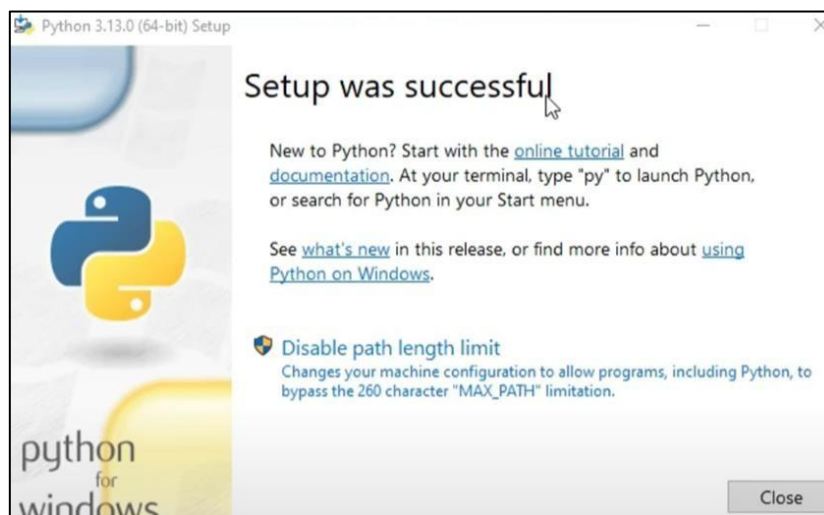 Python 3.13.0 (64-bit) Setup
Setup was successful
New to Python? Start with the online tutorial and
documentation. At your terminal, type "py" to launch Python,
or search for Python in your Start menu.
See what's new in this release, or find more info about using
Python on Windows.
Disable path length limit
Changes your machine configuration to allow programs, including Python, to
bypass the 260 character "MAX_PATH" limitation.
python
for
windows
Close